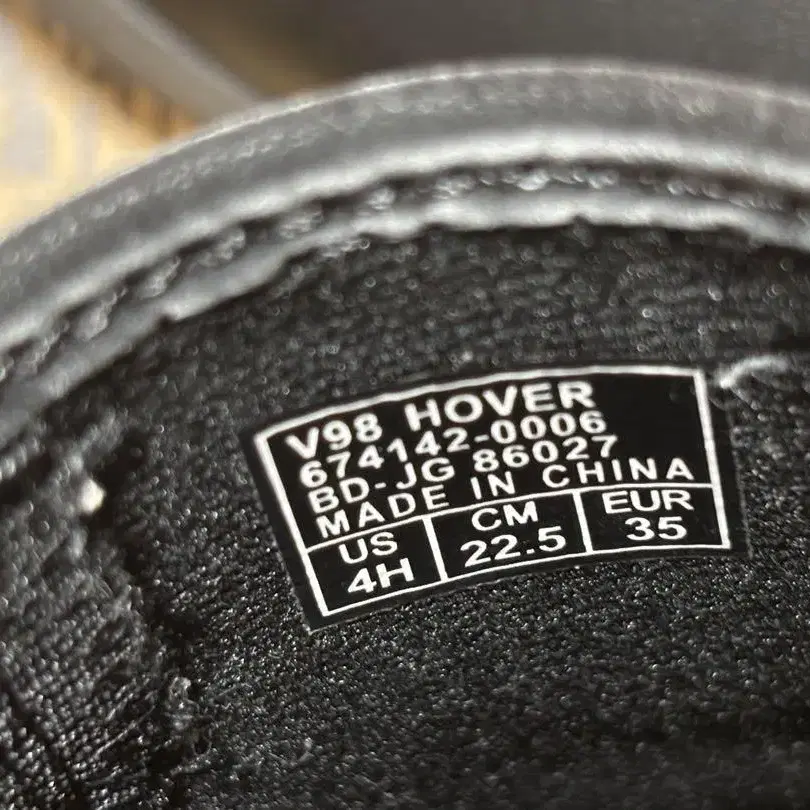 V98 HOVER
674142-0006
BD-JG 86027
MADE IN CHINA
US CM EUR
4H 22.5 35